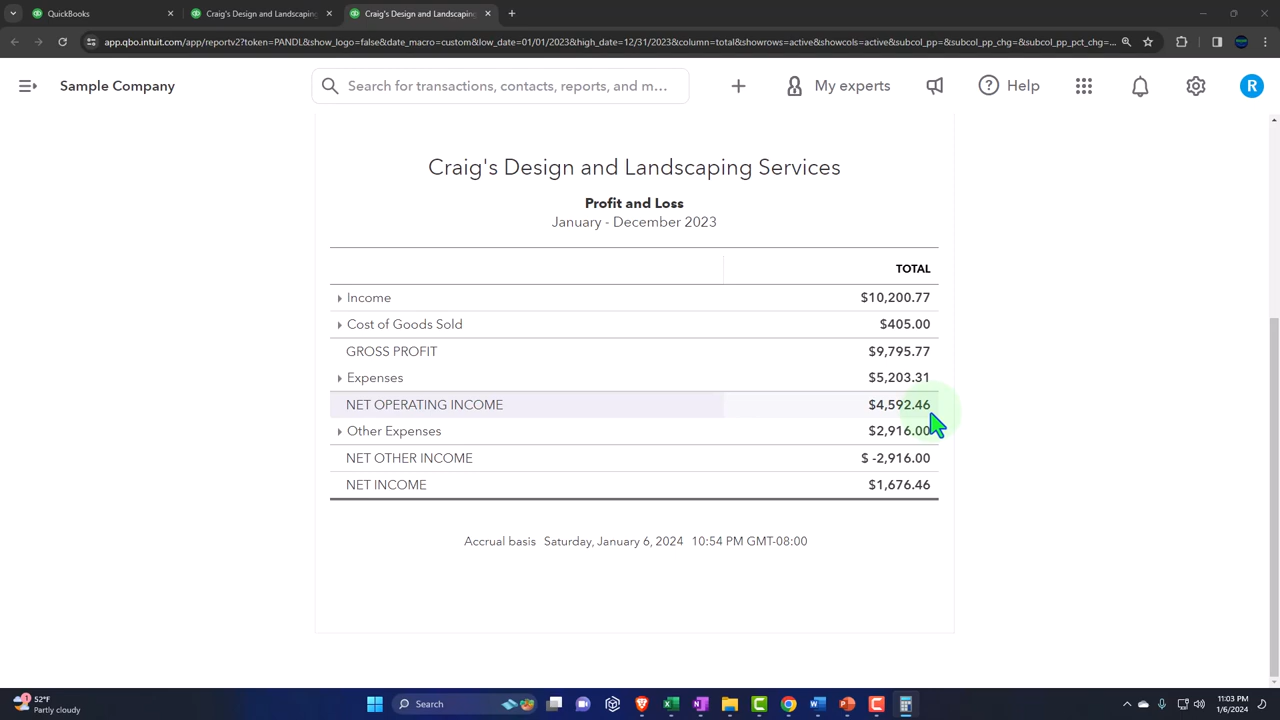 QuickBooks
Craig's Design and Landscaping
Craig's Design and Landscaping
app.qbo.intuit.com/app/reportv2?token=PANDL&show_logo=false&date_macro=custom&low_date=01/01/2023&high_date=12/31/2023&column=total&showrows=active&showcols=active&subcol_pp=&subcol_pp_chg=&subcol_pp_pct_chg=...
Sample Company
Search for transactions, contacts, reports, and m...
My experts
Help
R
Craig's Design and Landscaping Services
Profit and Loss
January - December 2023
TOTAL
Income $10,200.77
Cost of Goods Sold $405.00
GROSS PROFIT $9,795.77
Expenses $5,203.31
NET OPERATING INCOME $4,592.46
Other Expenses $2,916.00
NET OTHER INCOME $ -2,916.00
NET INCOME $1,676.46
Accrual basis Saturday, January 6, 2024 10:54 PM GMT-08:00
1
52°F
Partly cloudy
Search
11:03 PM
1/6/2024